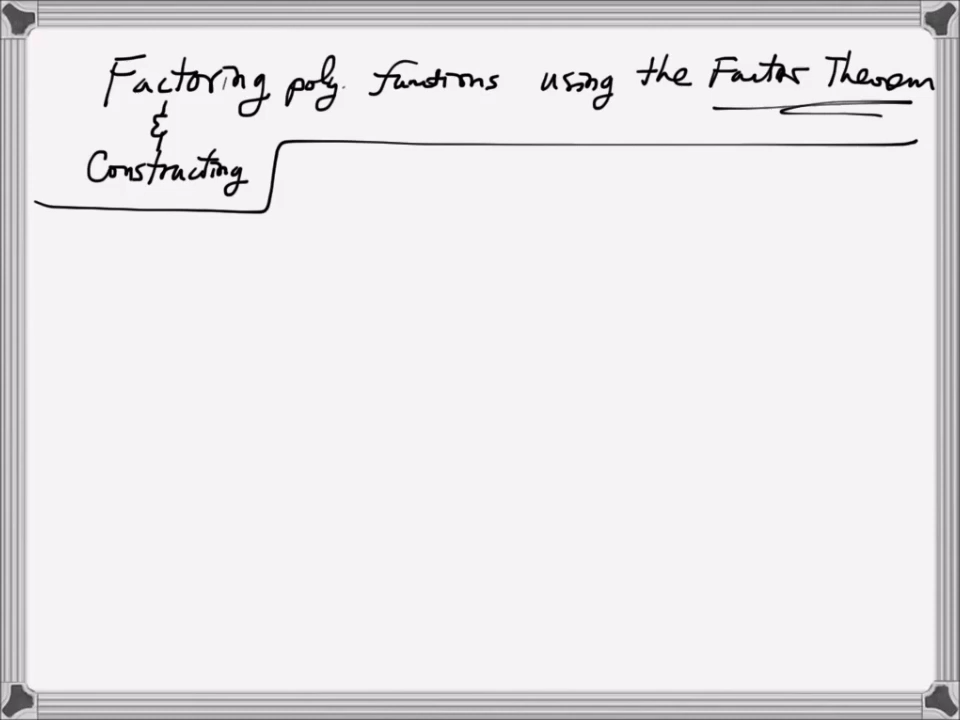 Factoring poly. functions using the Factor Theorem
&
Constructing